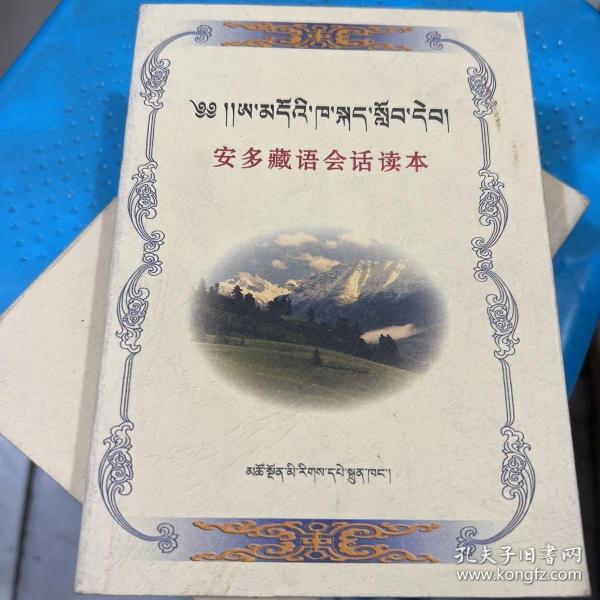 ༄༅། །ཨ་མདོའི་ཁ་སྐད་སློབ་དེབ།
安多藏语会话读本
མཚོ་སྔོན་མི་རིགས་དཔེ་སྐྲུན་ཁང་།
孔夫子旧书网
www.kongfz.com